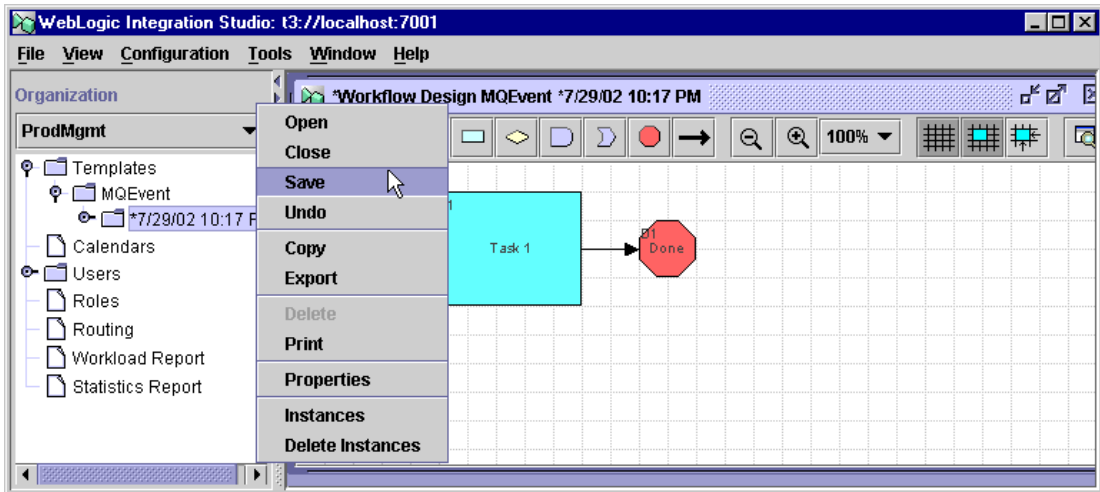 WebLogic Integration Studio: t3://localhost:7001
File View Configuration Tools Window Help
Organization
*Workflow Design MQEvent *7/29/02 10:17 PM
ProdMgmt
100%
Templates
MQEvent
*7/29/02 10:17 P
Calendars
Users
Roles
Routing
Workload Report
Statistics Report
Open
Close
Save
Undo
Copy
Export
Delete
Print
Properties
Instances
Delete Instances
1
Task 1
D1
Done